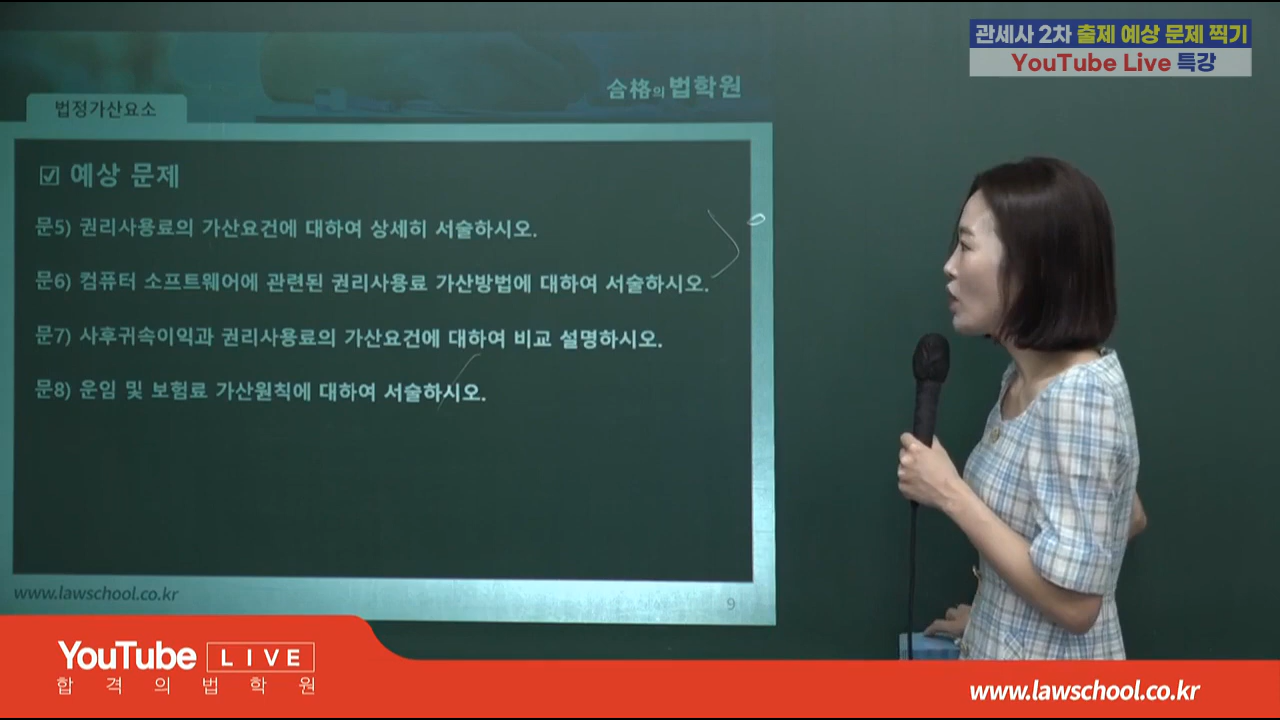 관세사 2차 출제 예상 문제 찍기
YouTube Live 특강
合格의 법학원
법정가산요소
☑ 예상 문제
문5) 권리사용료의 가산요건에 대하여 상세히 서술하시오.
문6) 컴퓨터 소프트웨어에 관련된 권리사용료 가산방법에 대하여 서술하시오.
문7) 사후귀속이익과 권리사용료의 가산요건에 대하여 비교 설명하시오.
문8) 운임 및 보험료 가산원칙에 대하여 서술하시오.
www.lawschool.co.kr
9
YouTube LIVE
합격의법학원
www.lawschool.co.kr